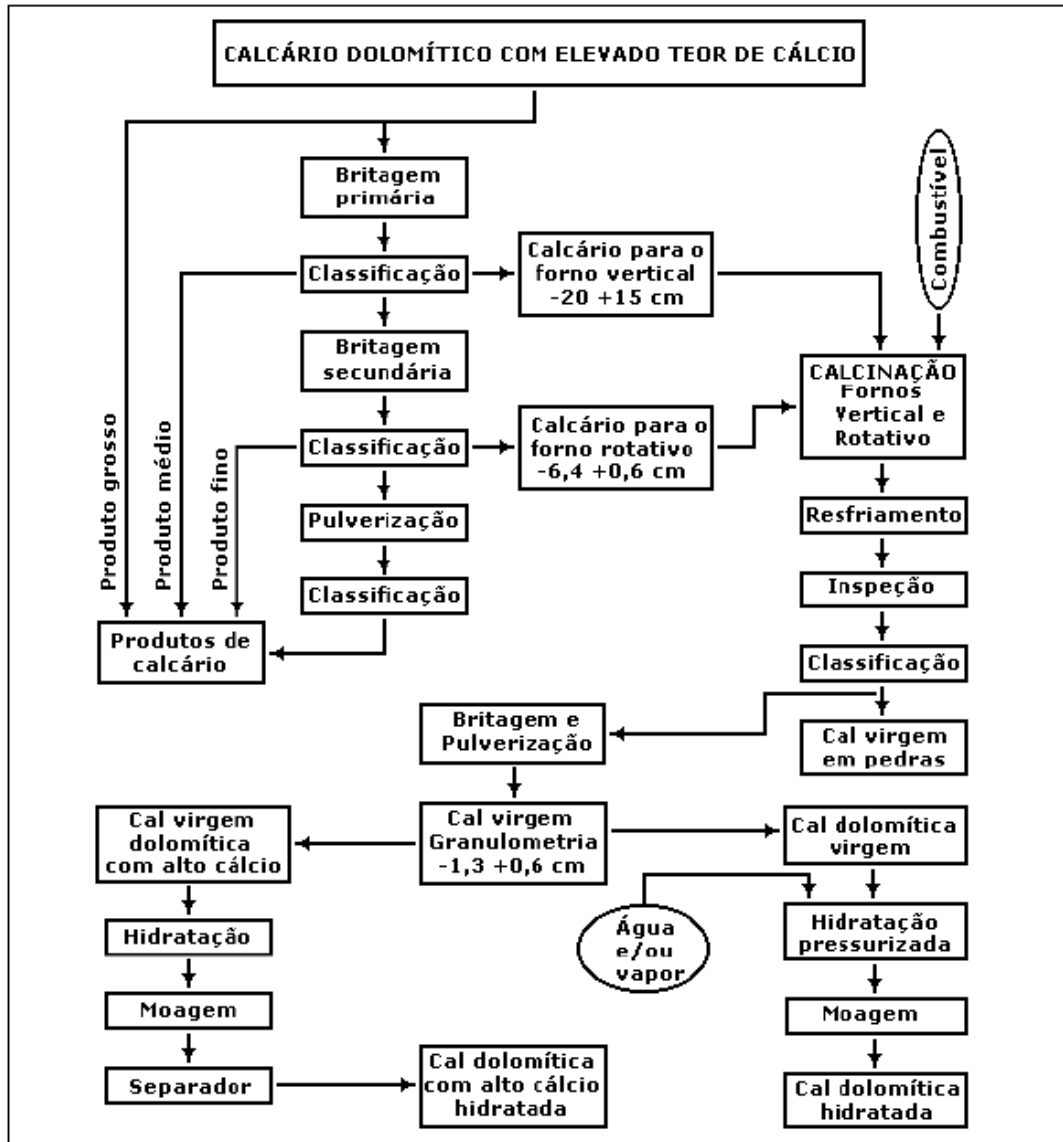 CALCÁRIO DOLOMÍTICO COM ELEVADO TEOR DE CÁLCIO
Britagem
primária
Combustível
Classificação
Calcário para o
forno vertical
-20 +15 cm
Britagem
secundária
CALCINAÇÃO
Fornos
Vertical e
Rotativo
Produto grosso
Produto médio
Produto fino
Classificação
Calcário para o
forno rotativo
-6,4 +0,6 cm
Pulverização
Resfriamento
Classificação
Inspeção
Produtos de
calcário
Classificação
Britagem e
Pulverização
Cal virgem
em pedras
Cal virgem
dolomítica
com alto cálcio
Cal virgem
Granulometria
-1,3 +0,6 cm
Cal dolomítica
virgem
Hidratação
Água
e/ou
vapor
Hidratação
pressurizada
Moagem
Moagem
Separador
Cal dolomítica
com alto cálcio
hidratada
Cal dolomítica
hidratada